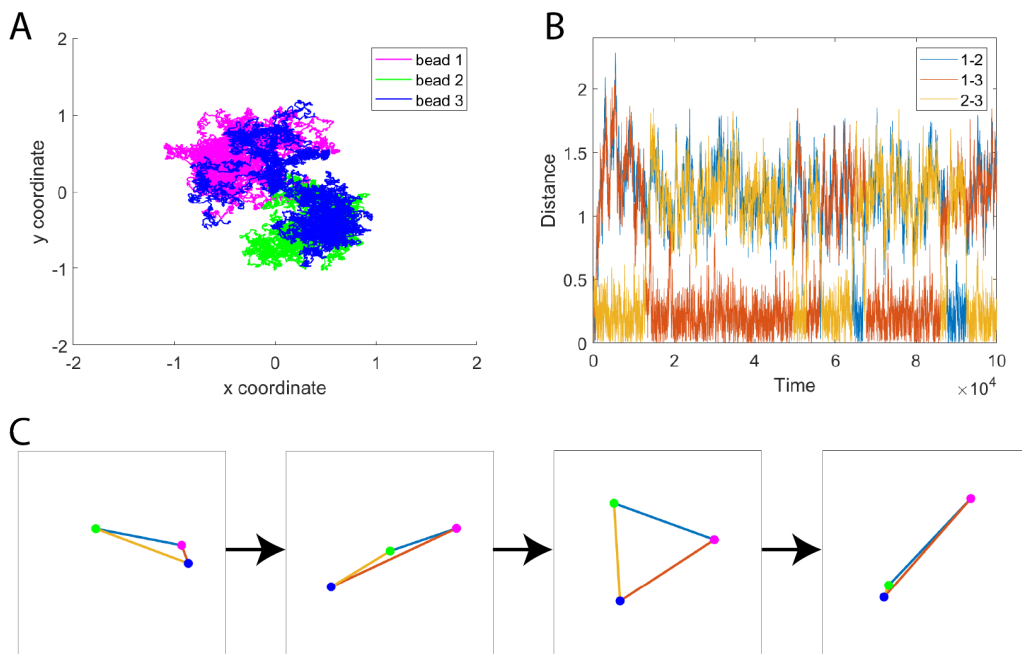 A
2
1
0
-1
-2
-2
-1
0
1
2
y coordinate
x coordinate
bead 1
bead 2
bead 3
B
2
1.5
1
0.5
0
0
2
4
6
8
10
Distance
Time
×10⁴
1-2
1-3
2-3
C